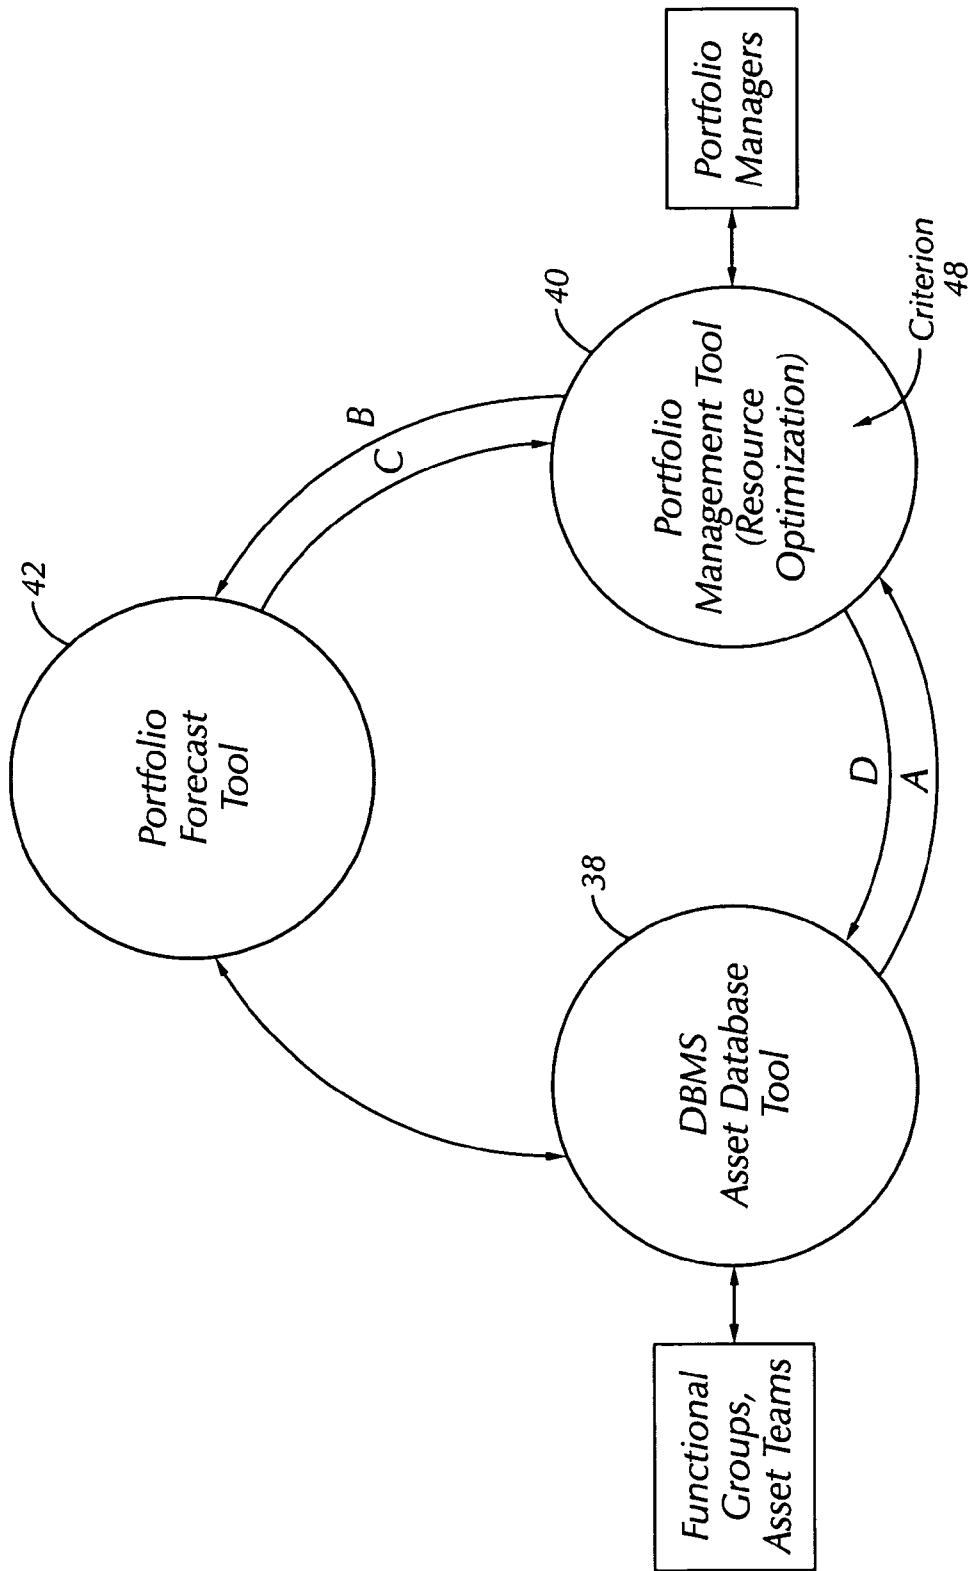 42
Portfolio
Forecast
Tool
B
C
40
Portfolio
Management Tool
(Resource
Optimization)
Portfolio
Managers
Criterion
48
38
DBMS
Asset Database
Tool
D
A
Functional
Groups,
Asset Teams